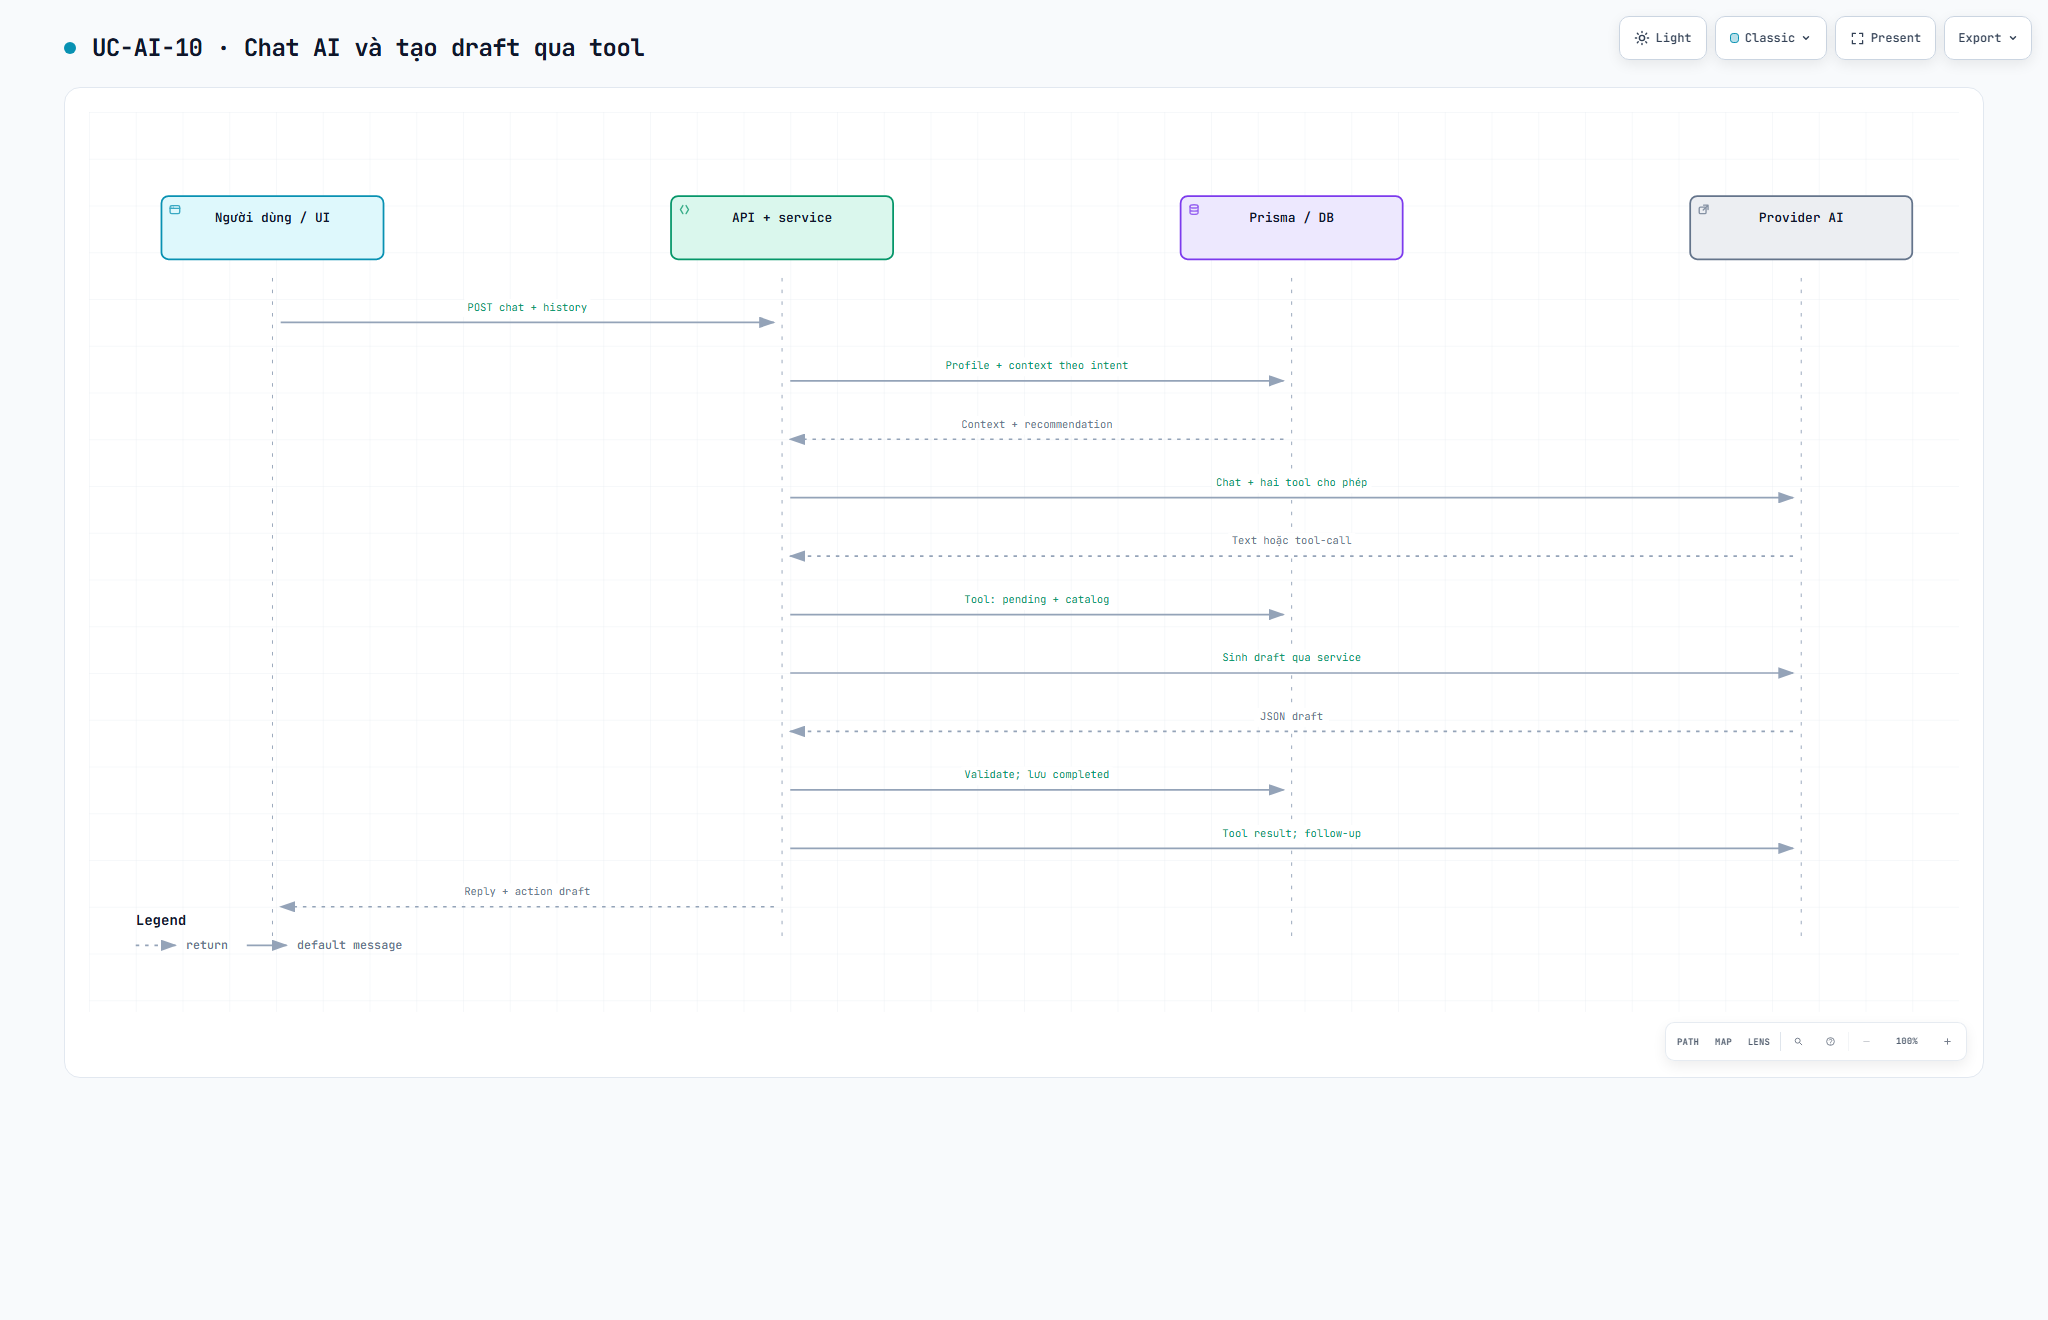 UC-AI-10 · Chat AI và tạo draft qua tool
Light
Classic
Present
Export
Người dùng / UI
API + service
Prisma / DB
Provider AI
POST chat + history
Profile + context theo intent
Context + recommendation
Chat + hai tool cho phép
Text hoặc tool-call
Tool: pending + catalog
Sinh draft qua service
JSON draft
Validate; lưu completed
Tool result; follow-up
Reply + action draft
Legend
return
default message
PATH
MAP
LENS
100%